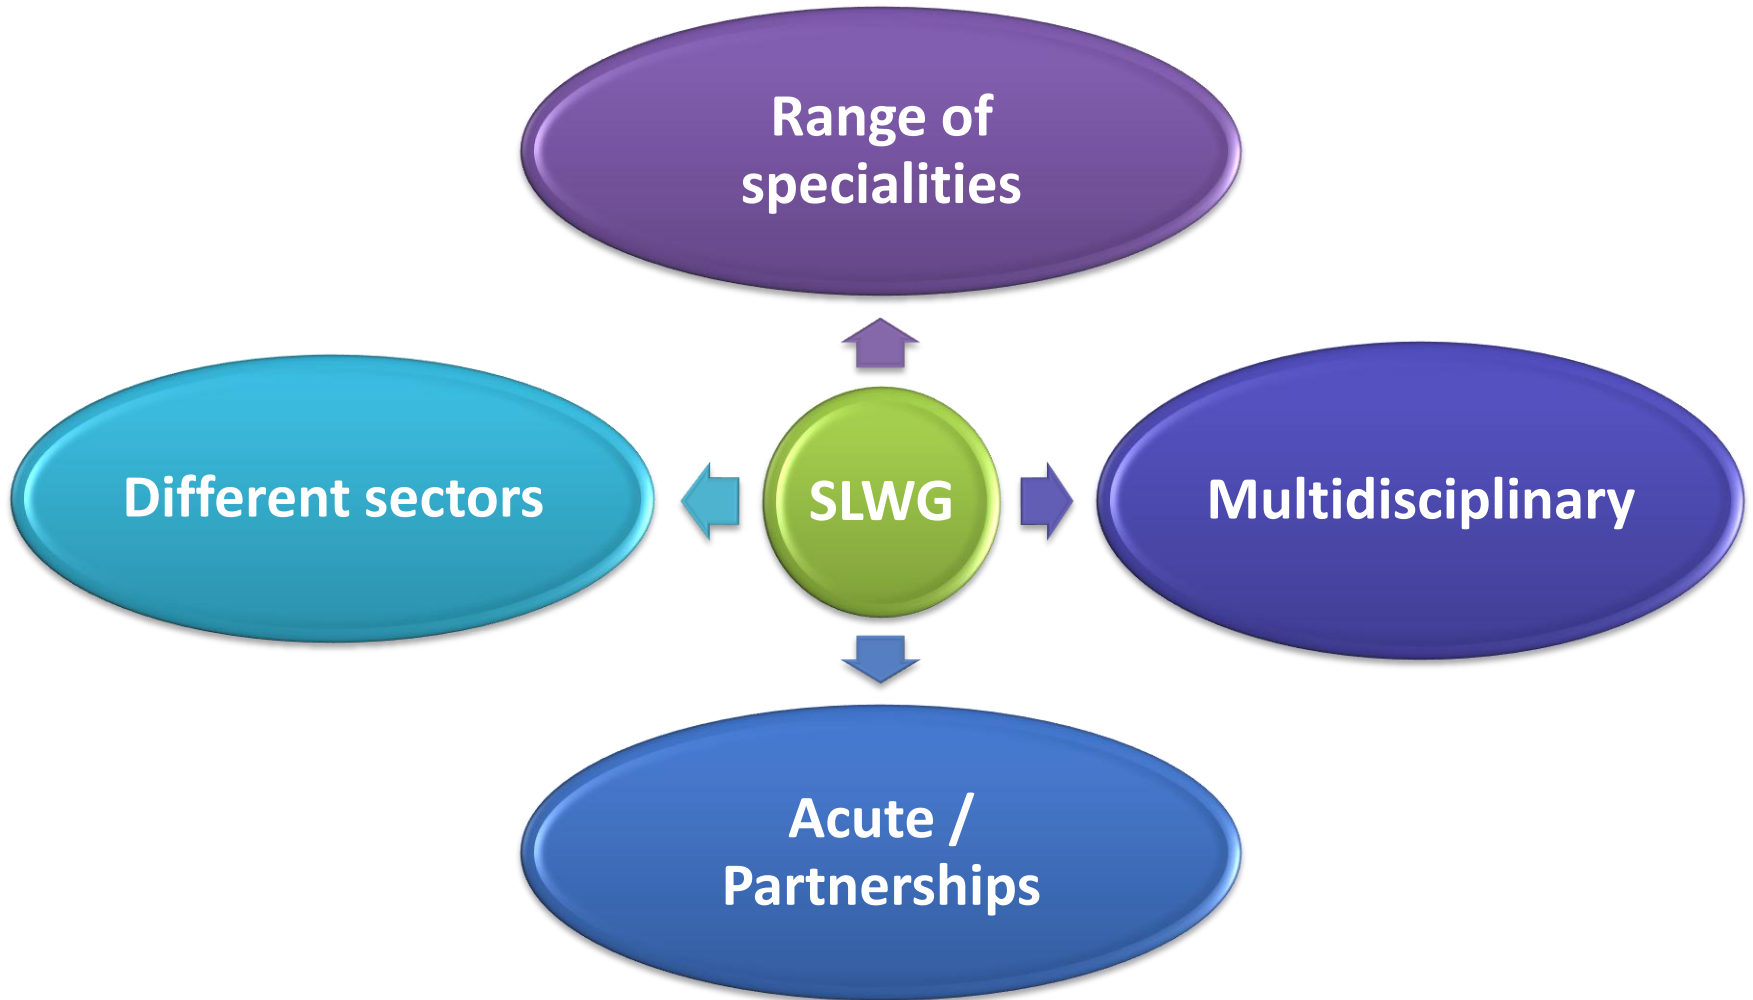 Range of
specialities
Different sectors
SLWG
Multidisciplinary
Acute /
Partnerships